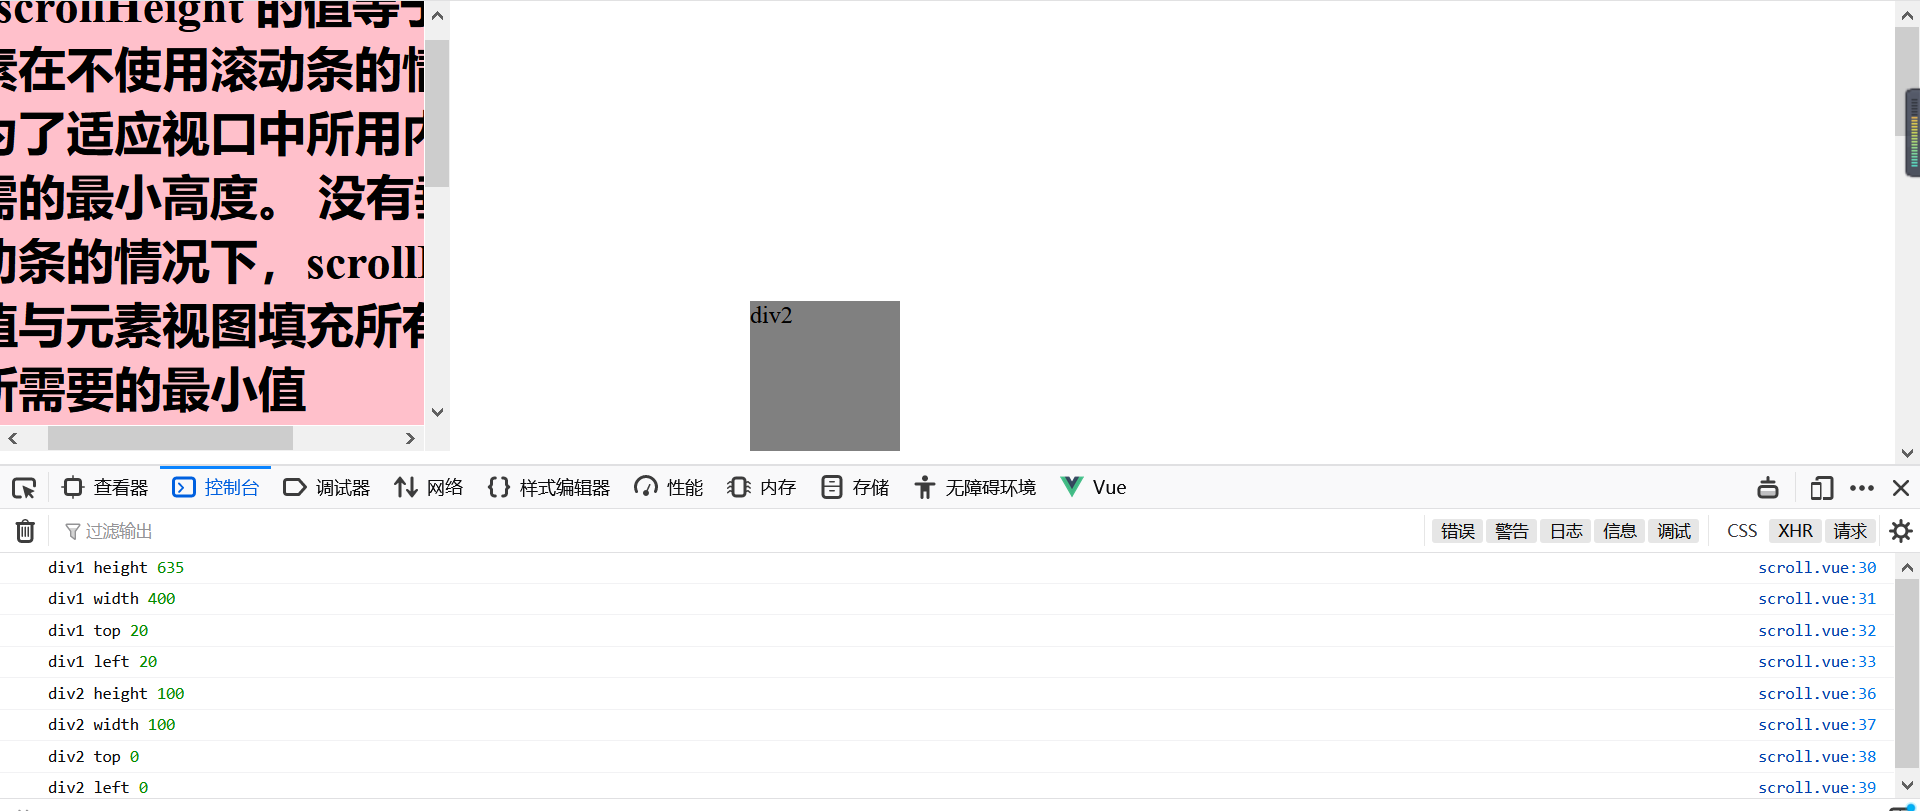 scrollHeight 的值等于
素在不使用滚动条的情
为了适应视口中所用内
需的最小高度。 没有垂
动条的情况下，scroll
值与元素视图填充所有
所需要的最小值
div2
查看器 控制台 调试器 网络 样式编辑器 性能 内存 存储 无障碍环境 Vue
过滤输出 错误 警告 日志 信息 调试 CSS XHR 请求
div1 height 635 scroll.vue:30
div1 width 400 scroll.vue:31
div1 top 20 scroll.vue:32
div1 left 20 scroll.vue:33
div2 height 100 scroll.vue:36
div2 width 100 scroll.vue:37
div2 top 0 scroll.vue:38
div2 left 0 scroll.vue:39